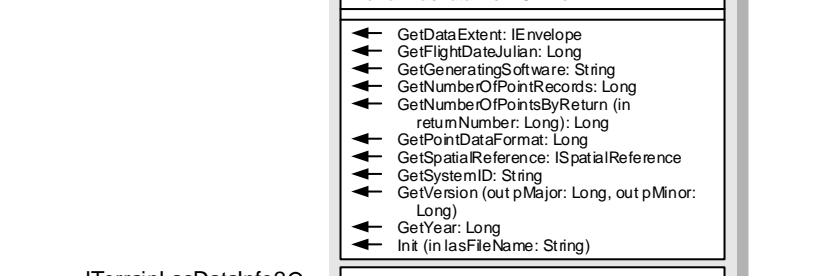 GetDataExtent: IEnvelope
GetFlightDateJulian: Long
GetGeneratingSoftware: String
GetNumberOfPointRecords: Long
GetNumberOfPointsByReturn (in
returnNumber: Long): Long
GetPointDataFormat: Long
GetSpatialReference: ISpatialReference
GetSystemID: String
GetVersion (out pMajor: Long, out pMinor:
Long)
GetYear: Long
Init (in lasFileName: String)